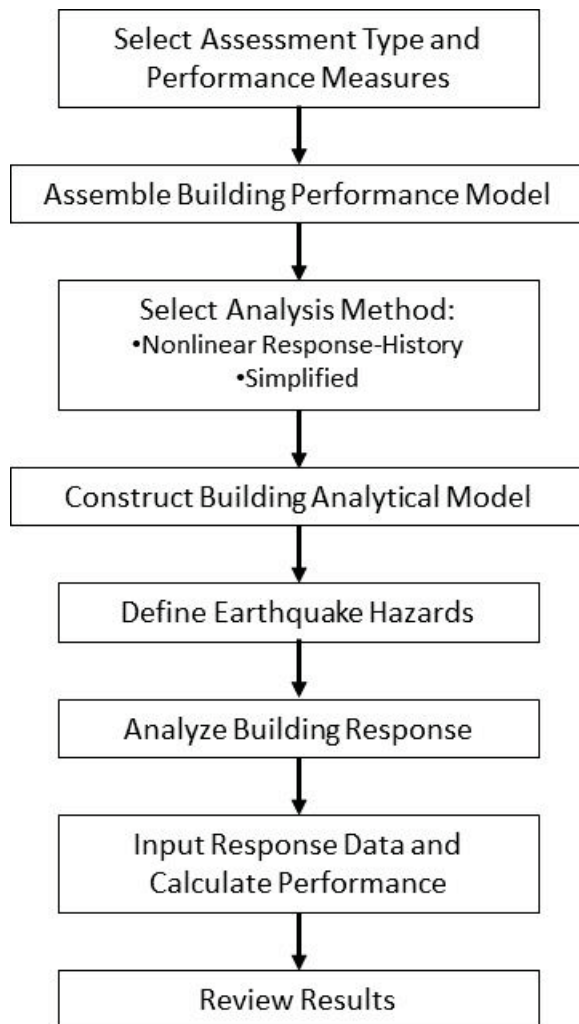 Select Assessment Type and
Performance Measures
Assemble Building Performance Model
Select Analysis Method:
•Nonlinear Response-History
•Simplified
Construct Building Analytical Model
Define Earthquake Hazards
Analyze Building Response
Input Response Data and
Calculate Performance
Review Results